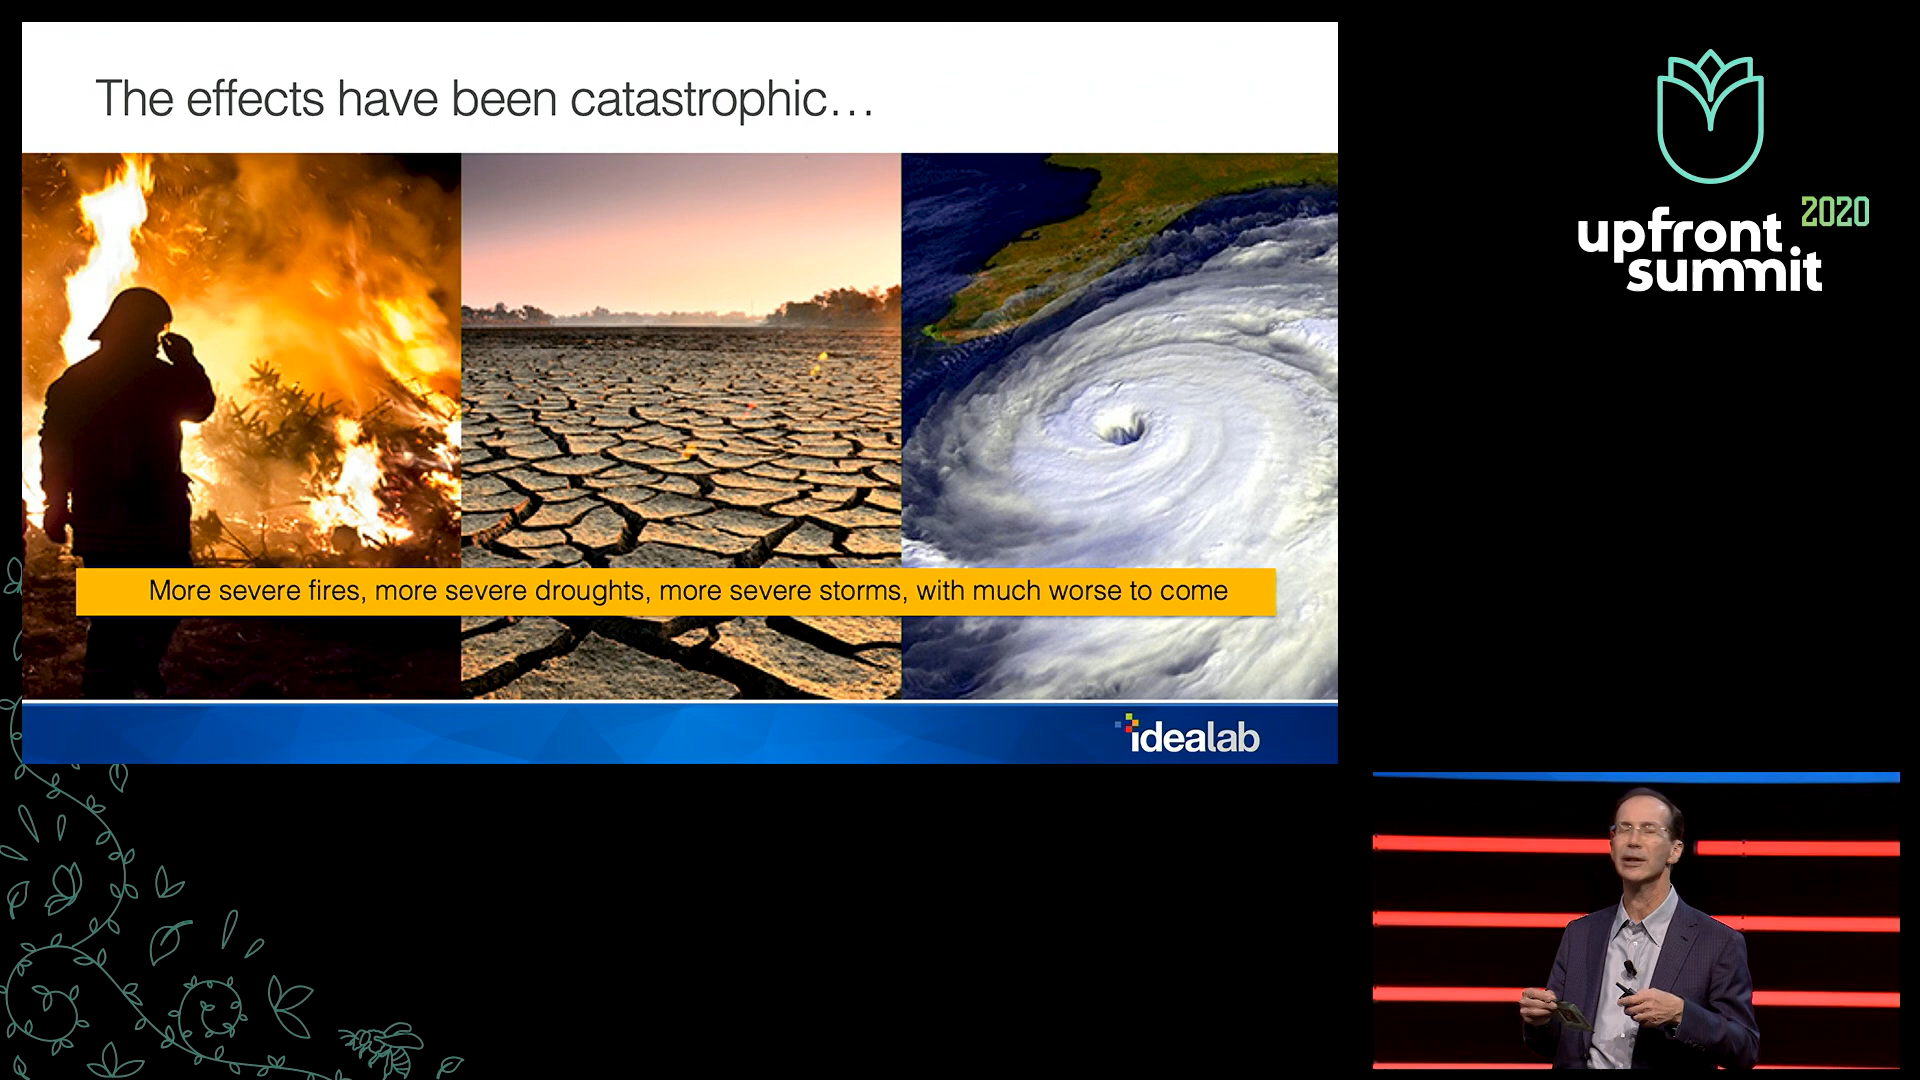 The effects have been catastrophic…
More severe fires, more severe droughts, more severe storms, with much worse to come
idealab
2020
upfront
summit